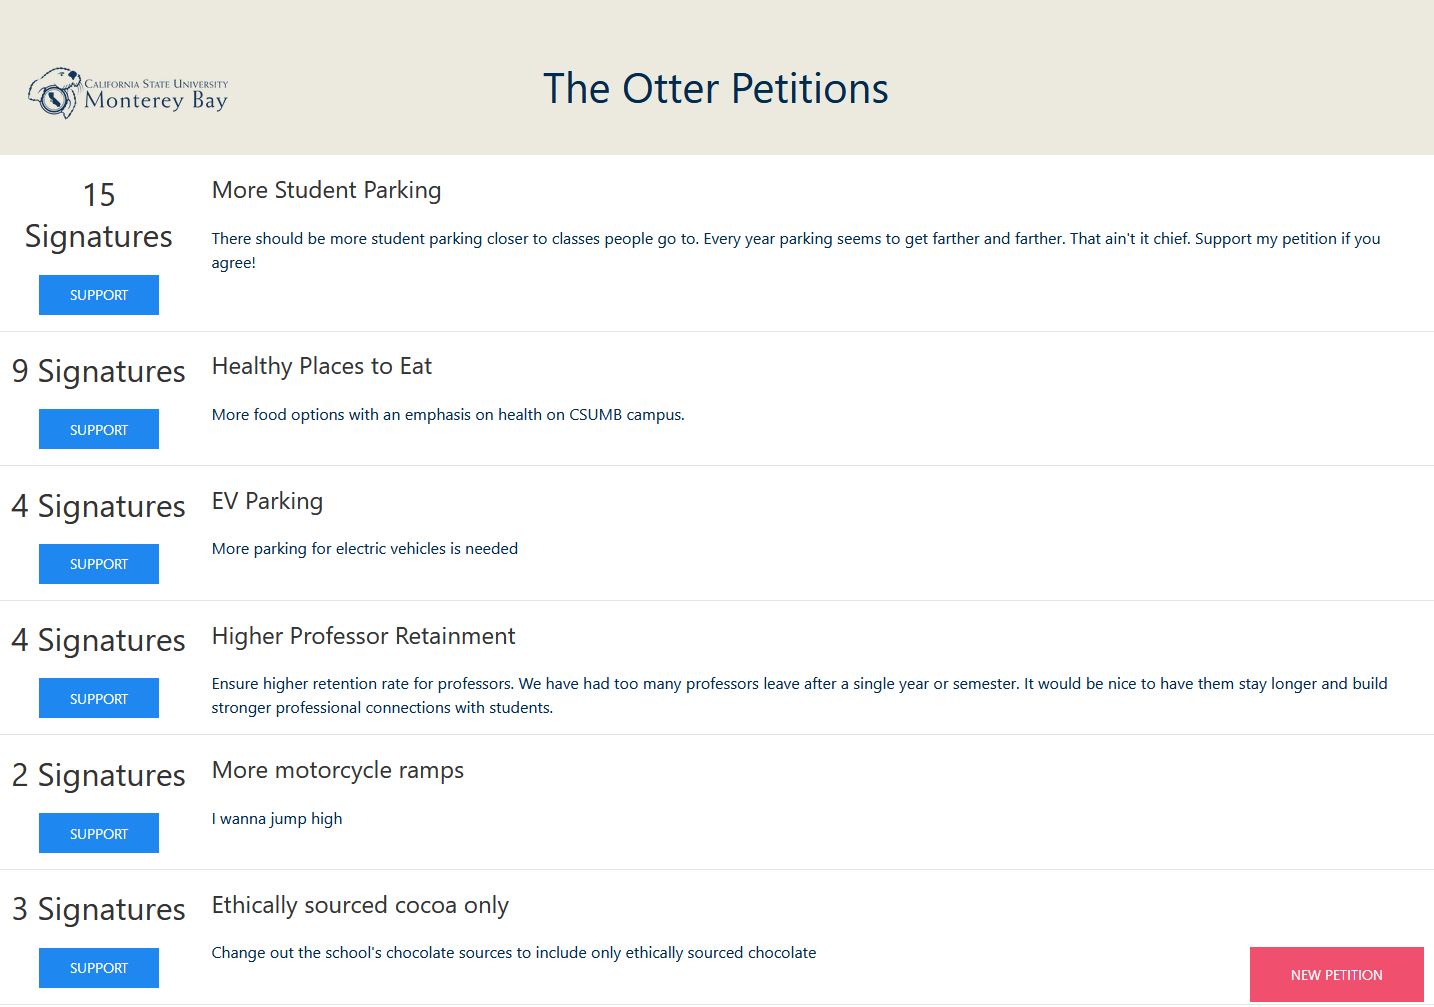 CALIFORNIA STATE UNIVERSITY
Monterey Bay
The Otter Petitions
15
Signatures
SUPPORT
More Student Parking
There should be more student parking closer to classes people go to. Every year parking seems to get farther and farther. That ain't it chief. Support my petition if you
agree!
9 Signatures
SUPPORT
Healthy Places to Eat
More food options with an emphasis on health on CSUMB campus.
4 Signatures
SUPPORT
EV Parking
More parking for electric vehicles is needed
4 Signatures
SUPPORT
Higher Professor Retainment
Ensure higher retention rate for professors. We have had too many professors leave after a single year or semester. It would be nice to have them stay longer and build
stronger professional connections with students.
2 Signatures
SUPPORT
More motorcycle ramps
I wanna jump high
3 Signatures
SUPPORT
Ethically sourced cocoa only
Change out the school's chocolate sources to include only ethically sourced chocolate
NEW PETITION